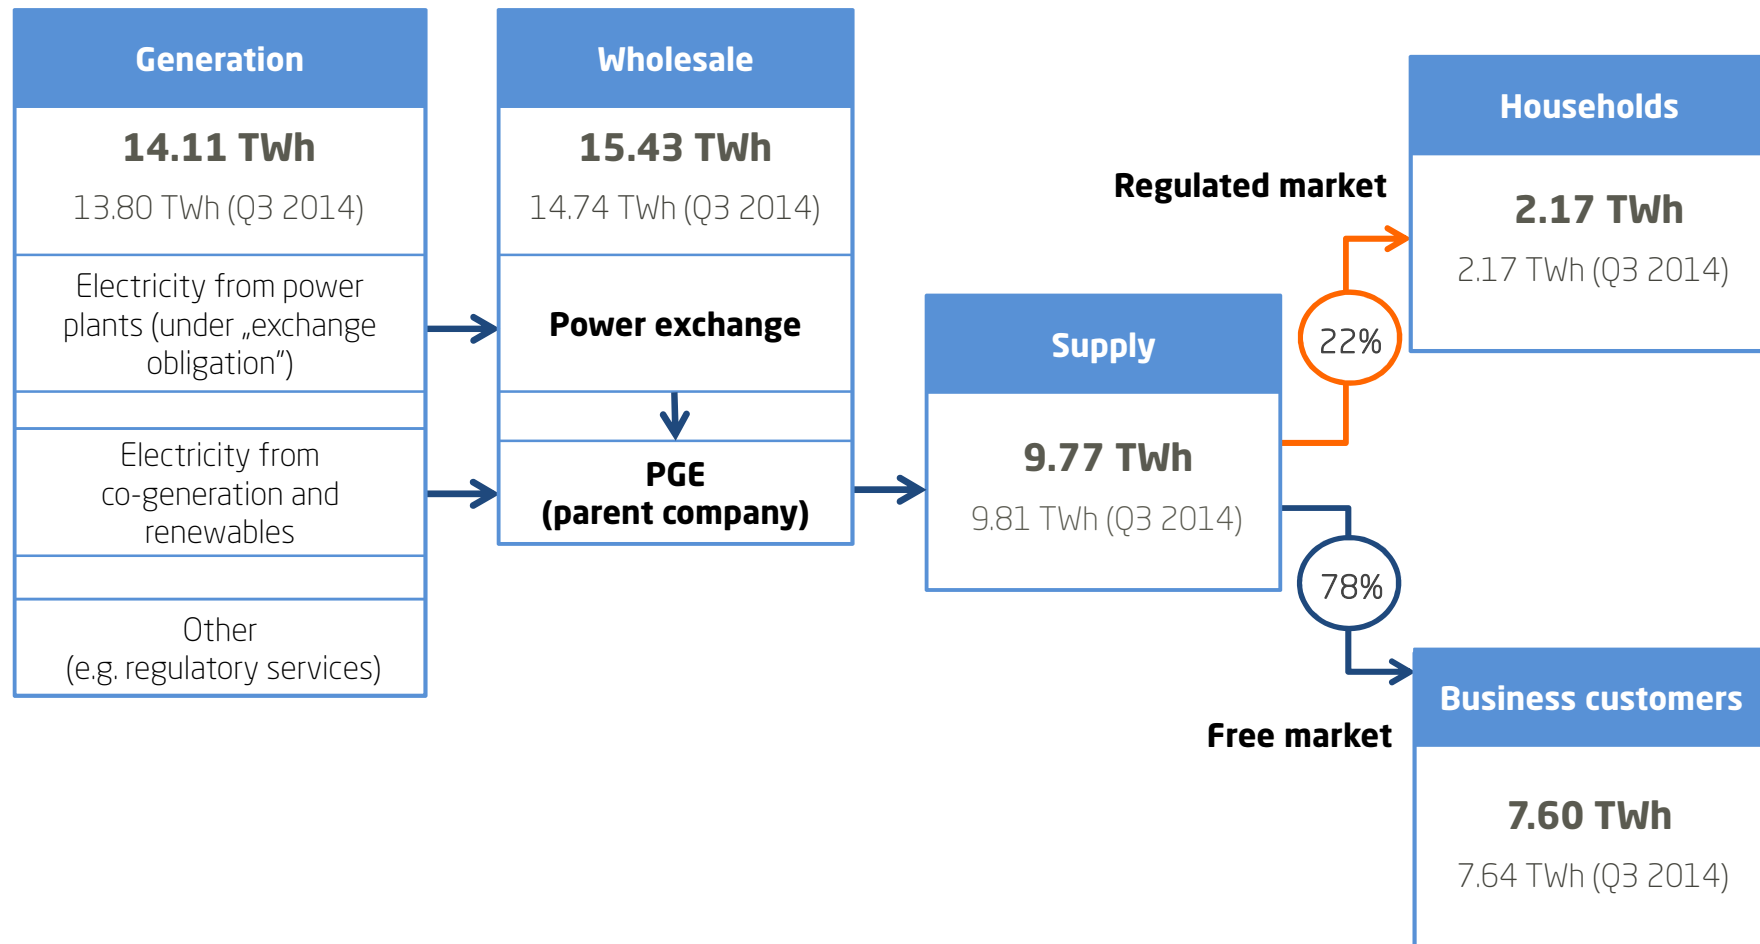 Generation
14.11 TWh
13.80 TWh (Q3 2014)
Electricity from power
plants (under „exchange
obligation”)
Electricity from
co-generation and
renewables
Other
(e.g. regulatory services)
Wholesale
15.43 TWh
14.74 TWh (Q3 2014)
Power exchange
PGE
(parent company)
Supply
9.77 TWh
9.81 TWh (Q3 2014)
Regulated market
22%
Households
2.17 TWh
2.17 TWh (Q3 2014)
78%
Free market
Business customers
7.60 TWh
7.64 TWh (Q3 2014)